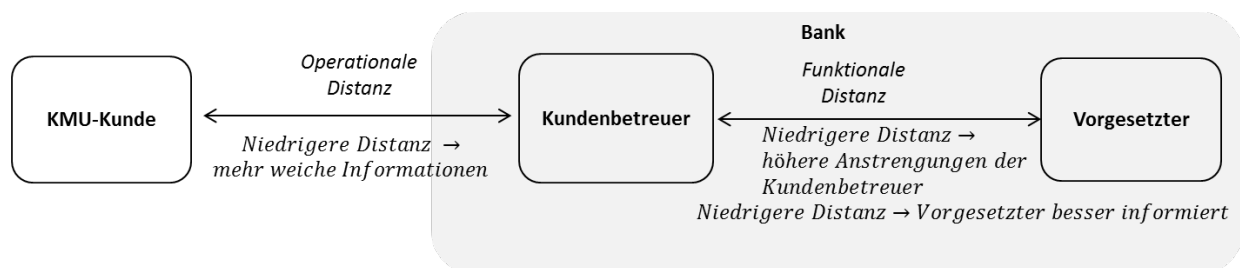 Bank
Operationale
Distanz
Funktionale
Distanz
KMU-Kunde
Kundenbetreuer
Vorgesetzter
Niedrigere Distanz →
mehr weiche Informationen
Niedrigere Distanz →
höhere Anstrengungen der
Kundenbetreuer
Niedrigere Distanz → Vorgesetzter besser informiert